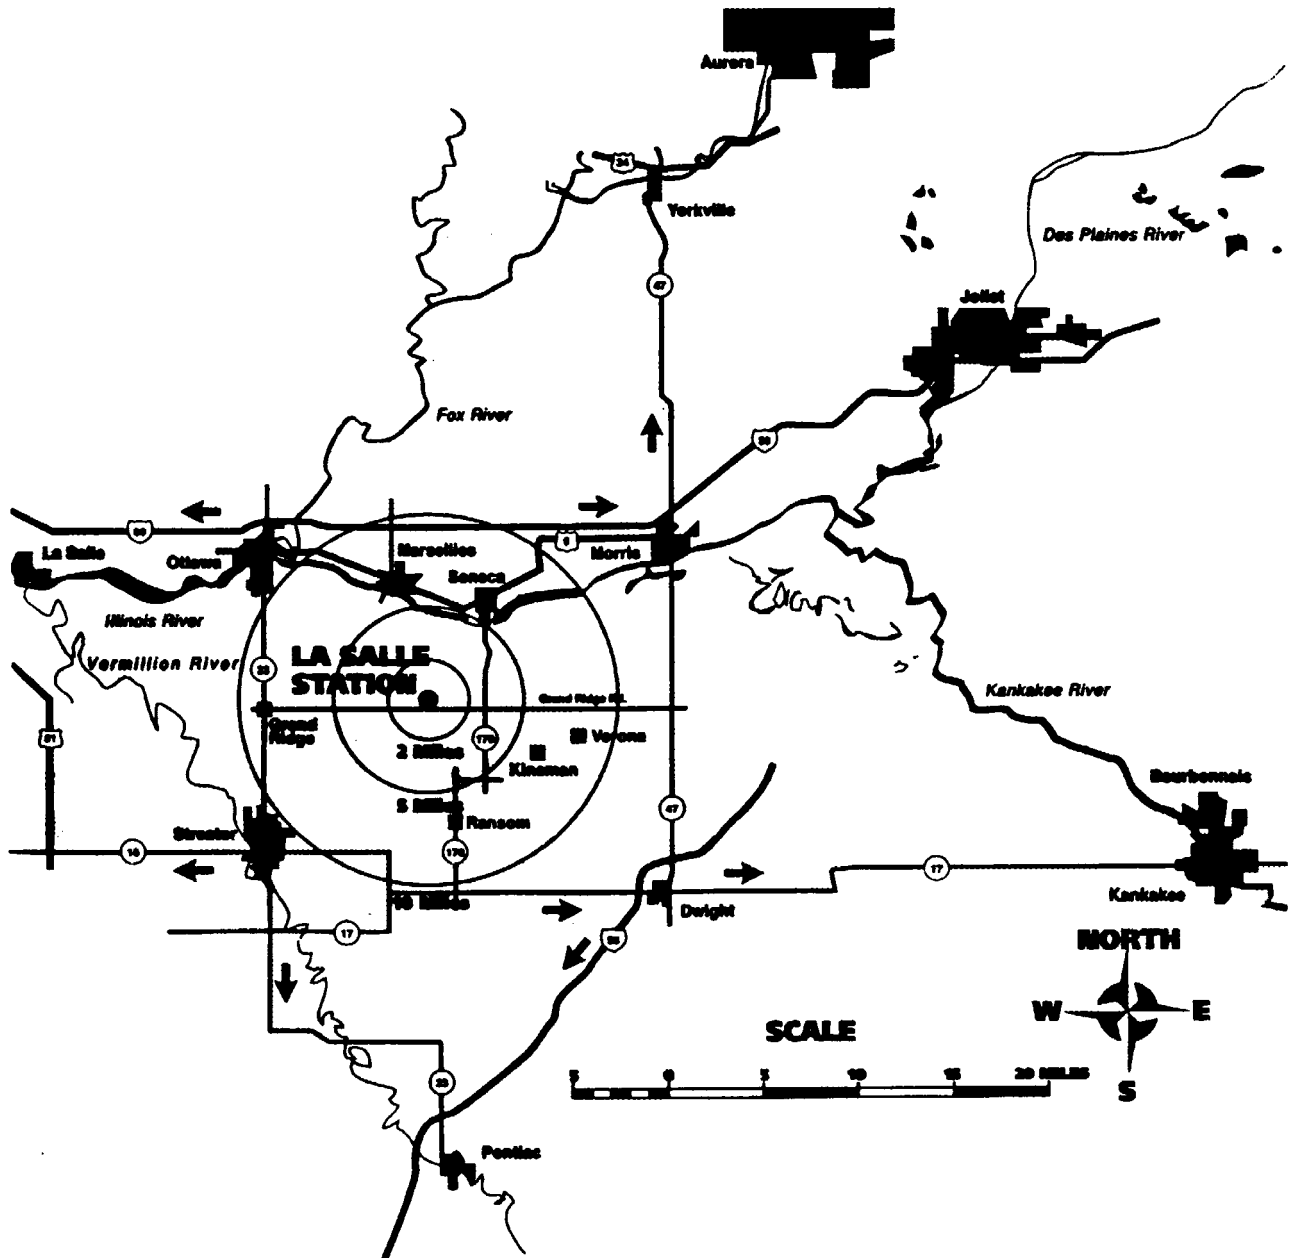 Aurora
34
Yorkville
Des Plaines River
47
Joliet
Fox River
80
80
6
La Salle
Ottawa
Marseilles
Seneca
Morris
Illinois River
Vermillion River
23
LA SALLE
STATION
Grand Ridge Rd.
Kankakee River
Grand
Ridge
51
2 Miles
170
Verona
Kinsman
Bourbonnais
5 Miles
Ransom
47
Streator
18
170
17
Kankakee
10 Miles
Dwight
17
55
NORTH
W
E
S
SCALE
5 0 5 10 15 20 MILES
23
Pontiac